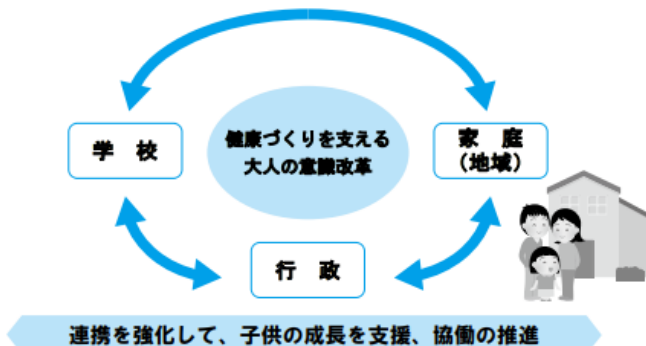 健康づくりを支える
大人の意識改革
学 校
家 庭
（地域）
行 政
連携を強化して、子供の成長を支援、協働の推進